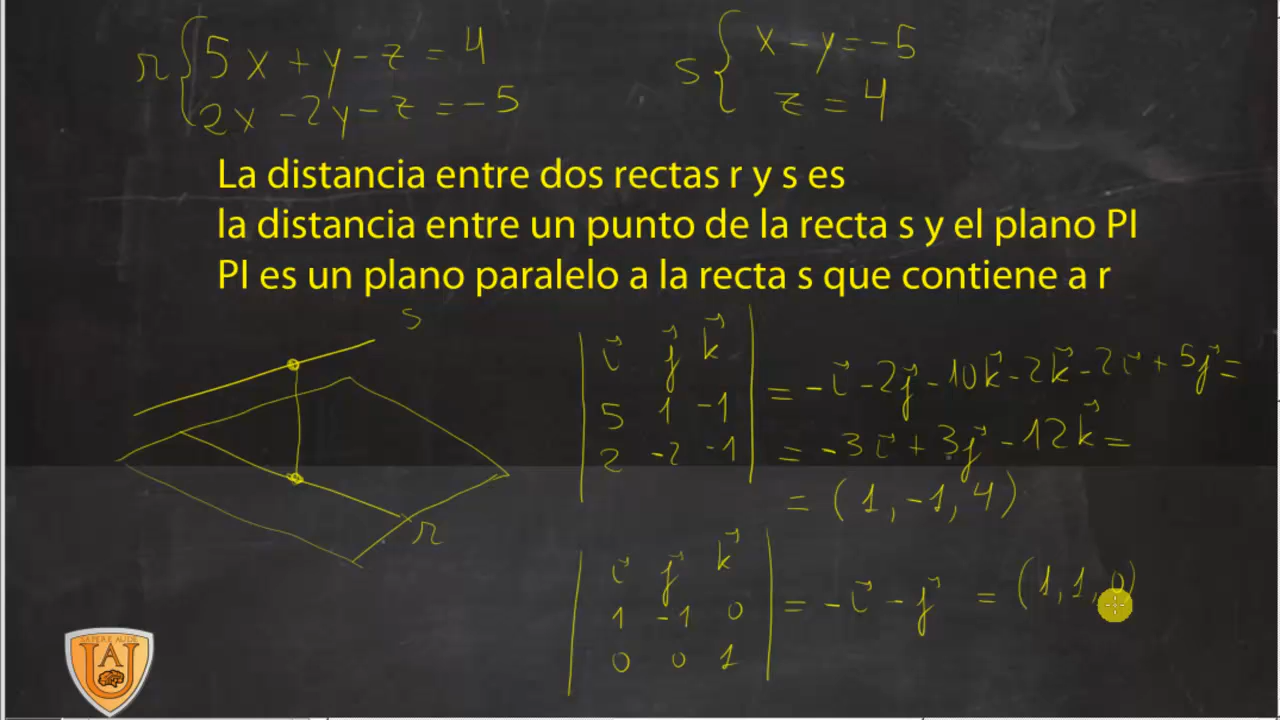 r { 5x + y - z = 4
2x - 2y - z = -5
s { x - y = -5
z = 4
La distancia entre dos rectas r y s es
la distancia entre un punto de la recta s y el plano PI
PI es un plano paralelo a la recta s que contiene a r
s
r
| i⃗ j⃗ k⃗ |
| 5 1 -1 |
| 2 -2 -1 |
= -i⃗ - 2j⃗ - 10k⃗ - 2k⃗ - 2i⃗ + 5j⃗ =
= -3i⃗ + 3j⃗ - 12k⃗ =
= (1, -1, 4)
| i⃗ j⃗ k⃗ |
| 1 -1 0 |
| 0 0 1 |
= -i⃗ - j⃗ = (1, 1, 0)
SAPERE AUDE
UA